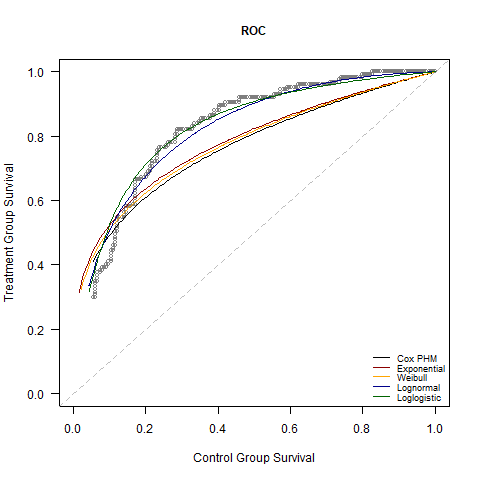 ROC
Treatment Group Survival
1.0
0.8
0.6
0.4
0.2
0.0
Cox PHM
Exponential
Weibull
Lognormal
Loglogistic
0.0 0.2 0.4 0.6 0.8 1.0
Control Group Survival